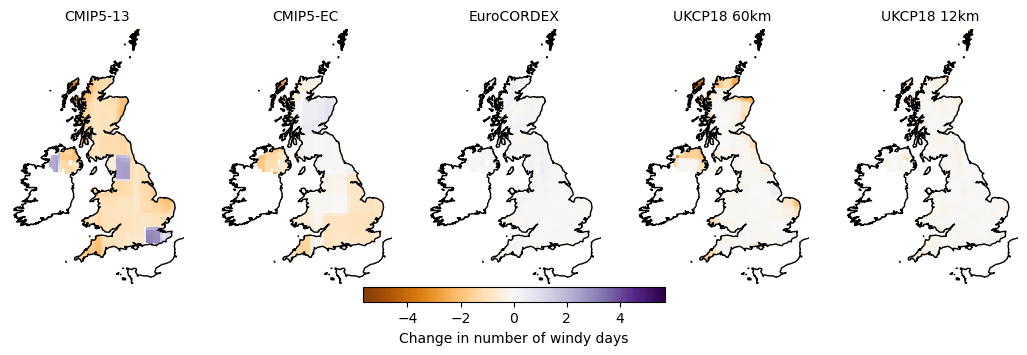 CMIP5-13 CMIP5-EC EuroCORDEX UKCP18 60km UKCP18 12km
−4 −2 0 2 4
Change in number of windy days